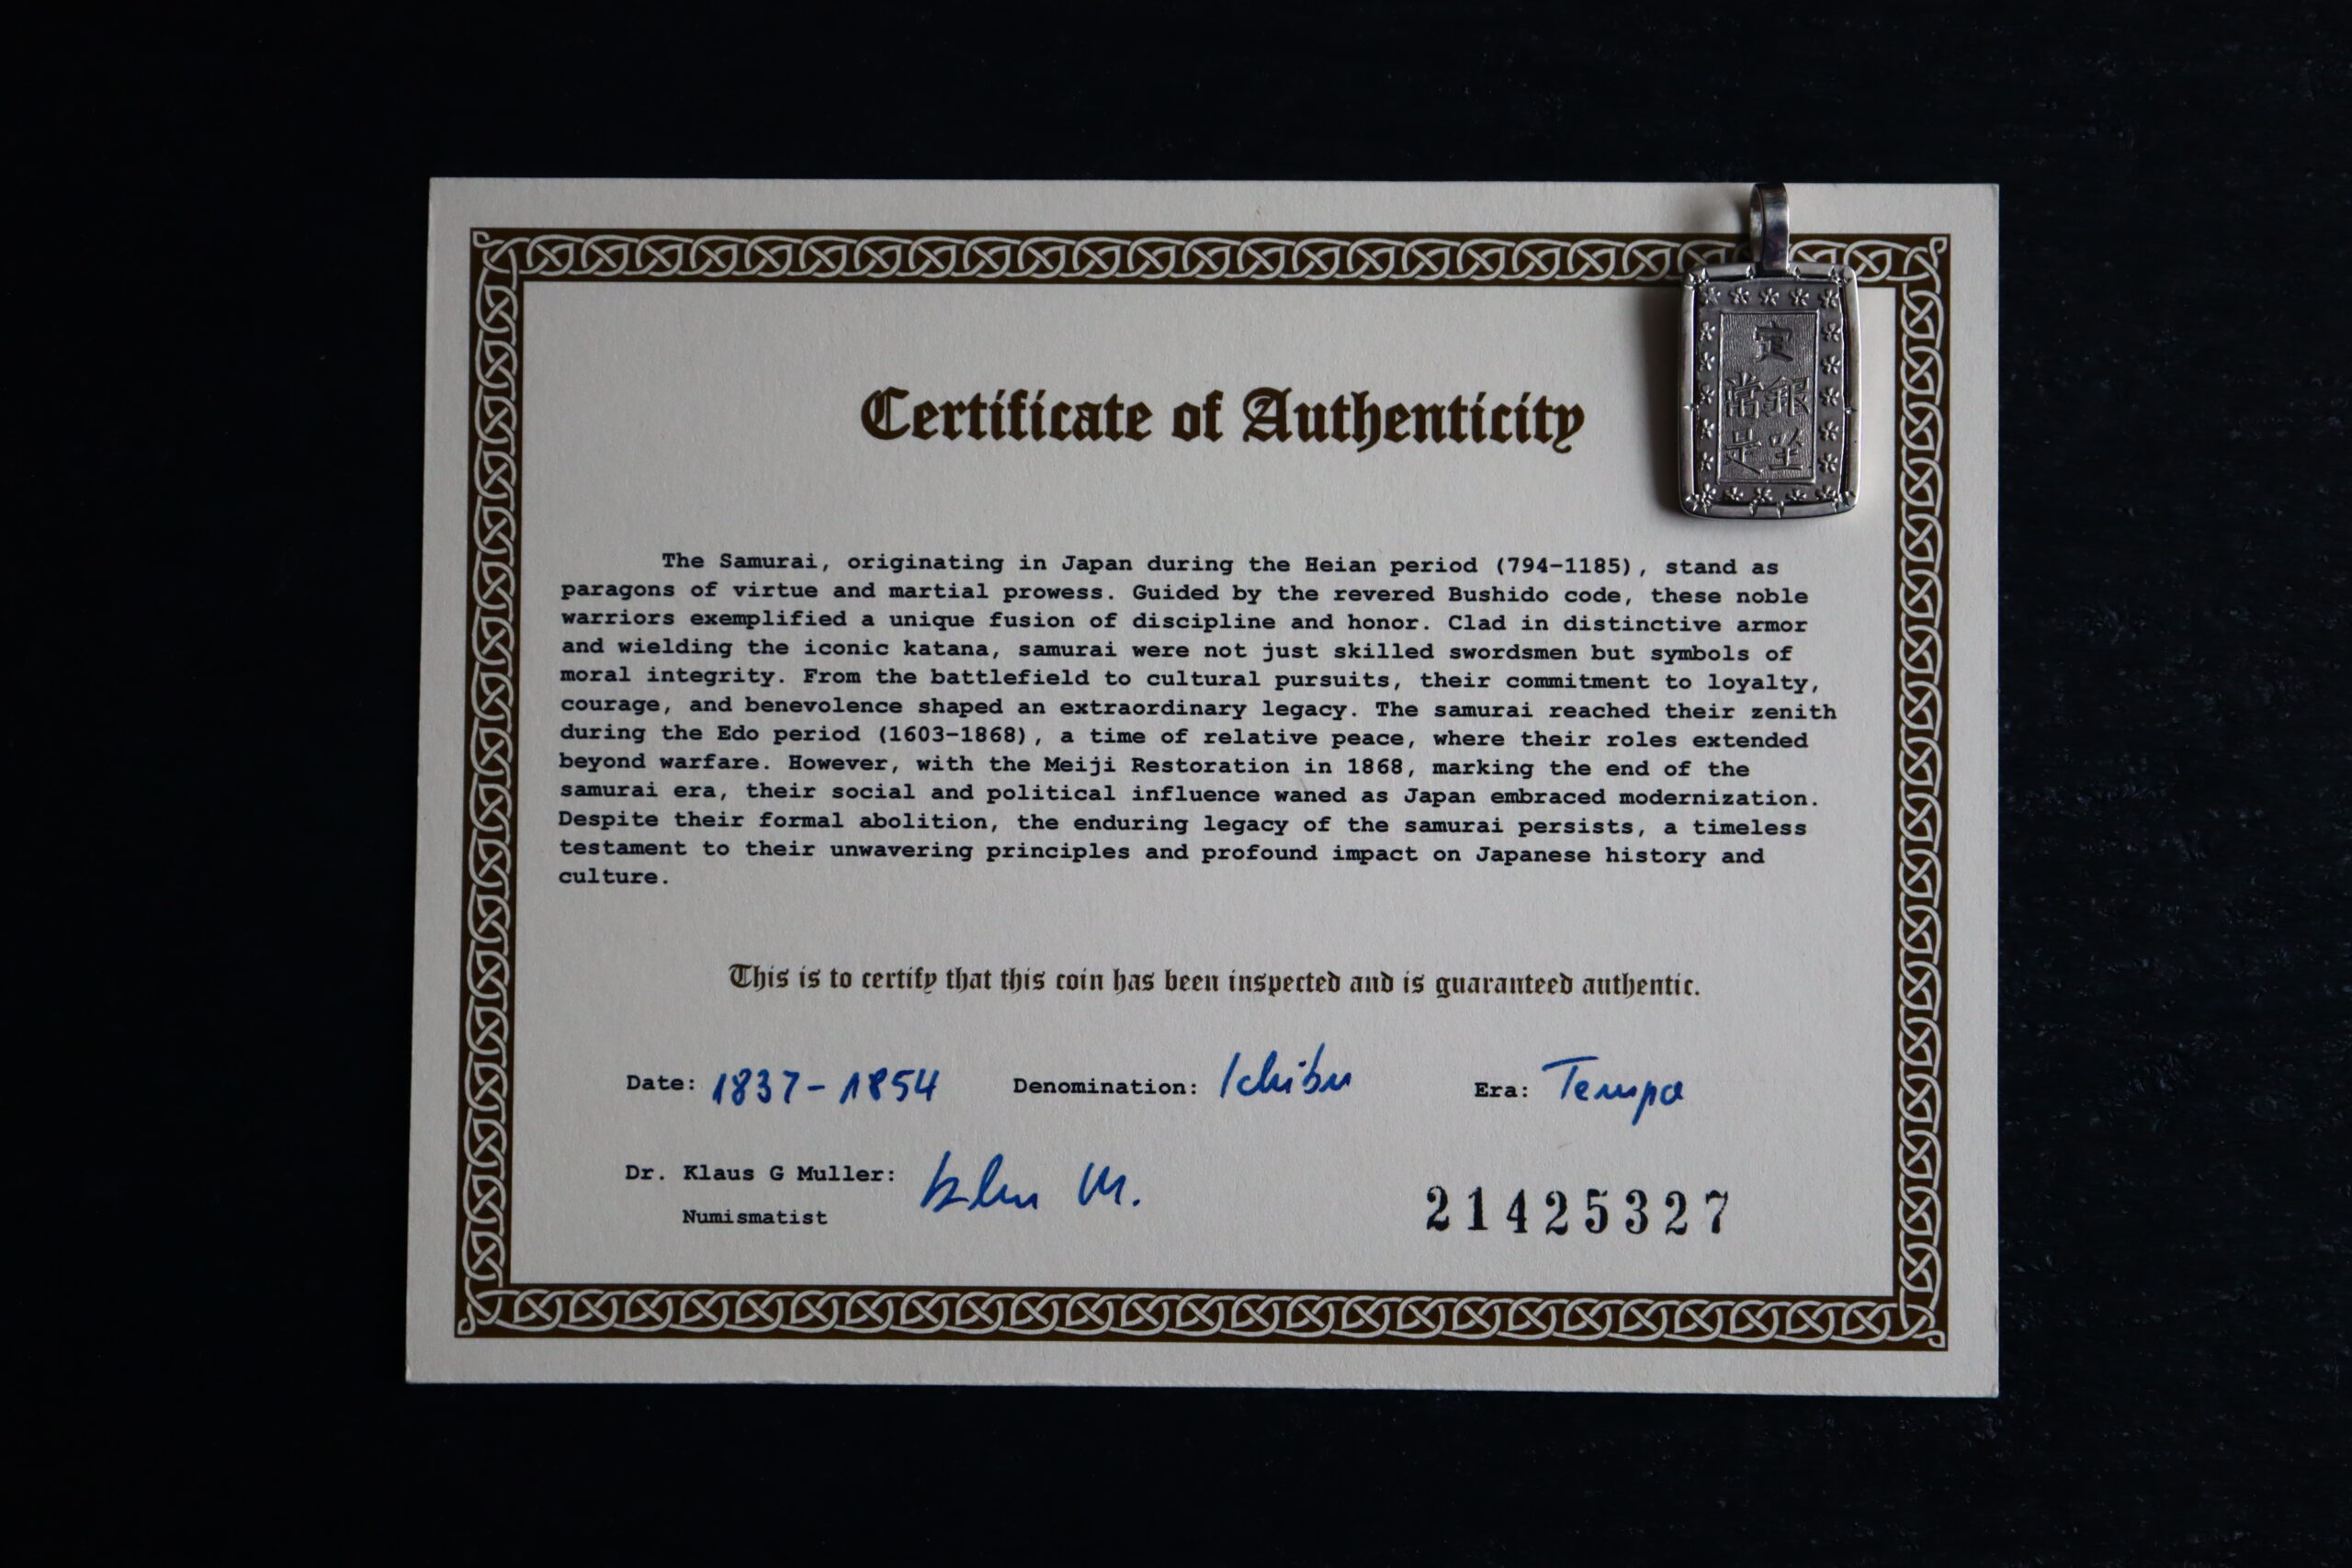 定
常銀
是座
Certificate of Authenticity
The Samurai, originating in Japan during the Heian period (794-1185), stand as
paragons of virtue and martial prowess. Guided by the revered Bushido code, these noble
warriors exemplified a unique fusion of discipline and honor. Clad in distinctive armor
and wielding the iconic katana, samurai were not just skilled swordsmen but symbols of
moral integrity. From the battlefield to cultural pursuits, their commitment to loyalty,
courage, and benevolence shaped an extraordinary legacy. The samurai reached their zenith
during the Edo period (1603-1868), a time of relative peace, where their roles extended
beyond warfare. However, with the Meiji Restoration in 1868, marking the end of the
samurai era, their social and political influence waned as Japan embraced modernization.
Despite their formal abolition, the enduring legacy of the samurai persists, a timeless
testament to their unwavering principles and profound impact on Japanese history and
culture.
This is to certify that this coin has been inspected and is guaranteed authentic.
Date: 1837-1854 Denomination: Ichibu Era: Tempo
Dr. Klaus G Muller:
Numismatist
21425327